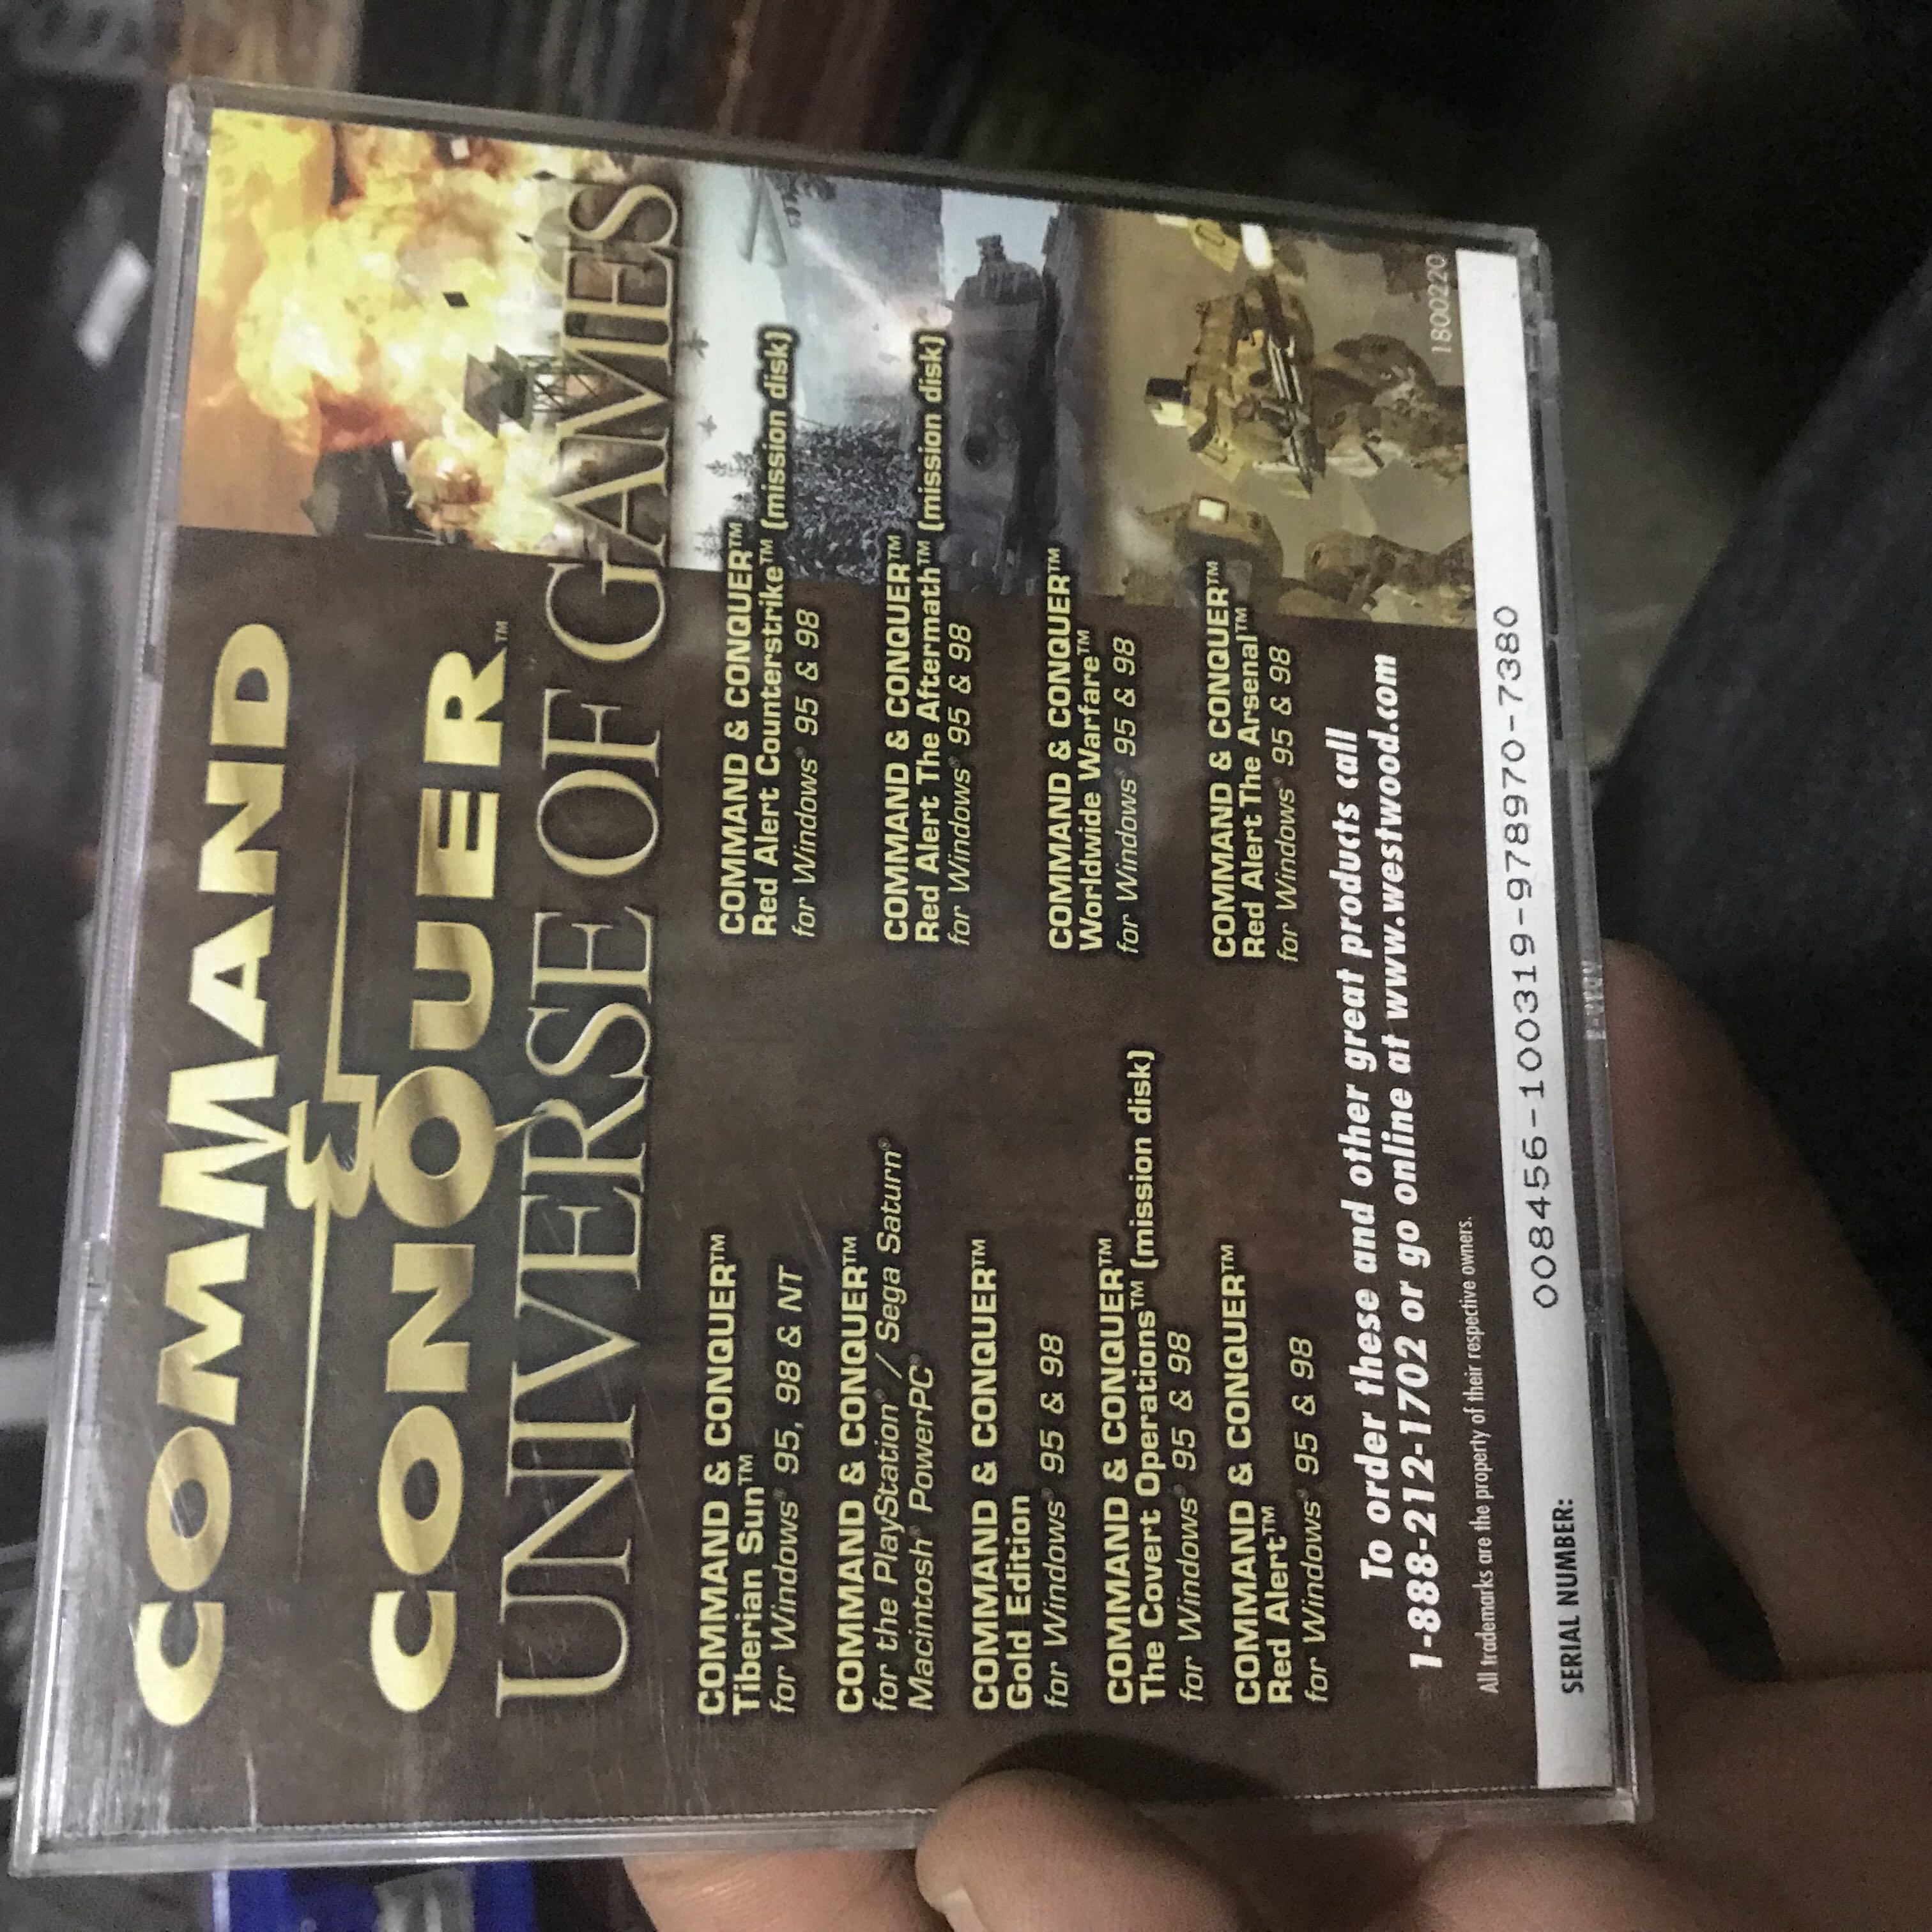 COMMAND
&
CONQUER™
UNIVERSE OF GAMES
COMMAND & CONQUER™
Tiberian Sun™
for Windows® 95, 98 & NT
COMMAND & CONQUER™
for the PlayStation® / Sega Saturn®
Macintosh® PowerPC®
COMMAND & CONQUER™
Gold Edition
for Windows® 95 & 98
COMMAND & CONQUER™
The Covert Operations™ (mission disk)
for Windows® 95 & 98
COMMAND & CONQUER™
Red Alert™
for Windows® 95 & 98
COMMAND & CONQUER™
Red Alert Counterstrike™ (mission disk)
for Windows® 95 & 98
COMMAND & CONQUER™
Red Alert The Aftermath™ (mission disk)
for Windows® 95 & 98
COMMAND & CONQUER™
Worldwide Warfare™
for Windows® 95 & 98
COMMAND & CONQUER™
Red Alert The Arsenal™
for Windows® 95 & 98
To order these and other great products call
1-888-212-1702 or go online at www.westwood.com
All trademarks are the property of their respective owners.
1800220
SERIAL NUMBER: 008456-100319-978970-7380